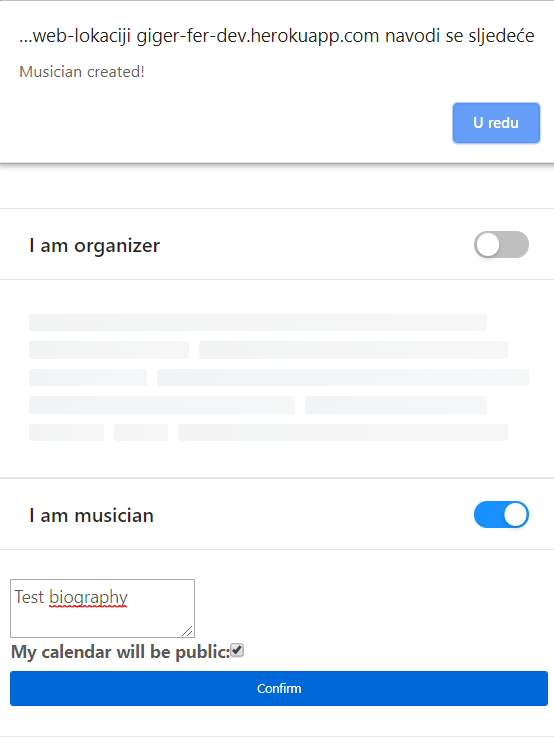 ...web-lokaciji giger-fer-dev.herokuapp.com navodi se sljedeće
Musician created!
U redu
I am organizer
I am musician
Test biography
My calendar will be public:
Confirm